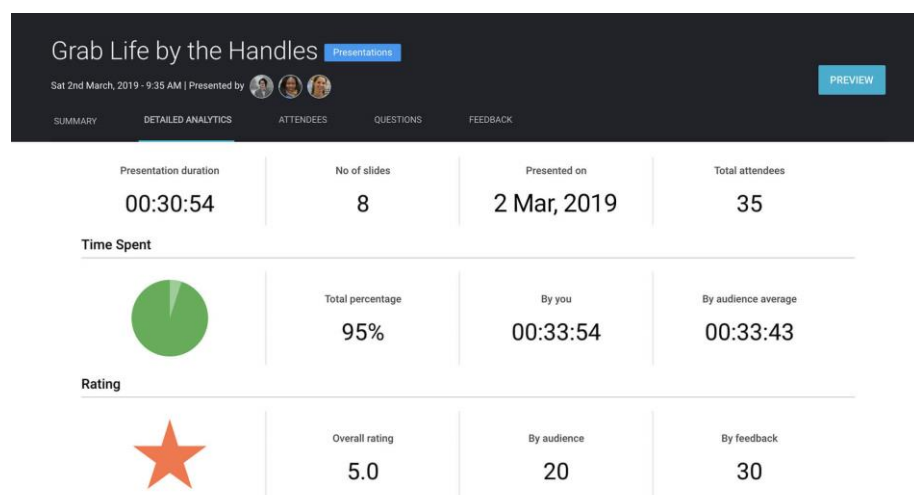 Grab Life by the Handles Presentations
Sat 2nd March, 2019 - 9:35 AM | Presented by
PREVIEW
SUMMARY DETAILED ANALYTICS ATTENDEES QUESTIONS FEEDBACK
Presentation duration No of slides Presented on Total attendees
00:30:54 8 2 Mar, 2019 35
Time Spent
Total percentage By you By audience average
95% 00:33:54 00:33:43
Rating
Overall rating By audience By feedback
5.0 20 30